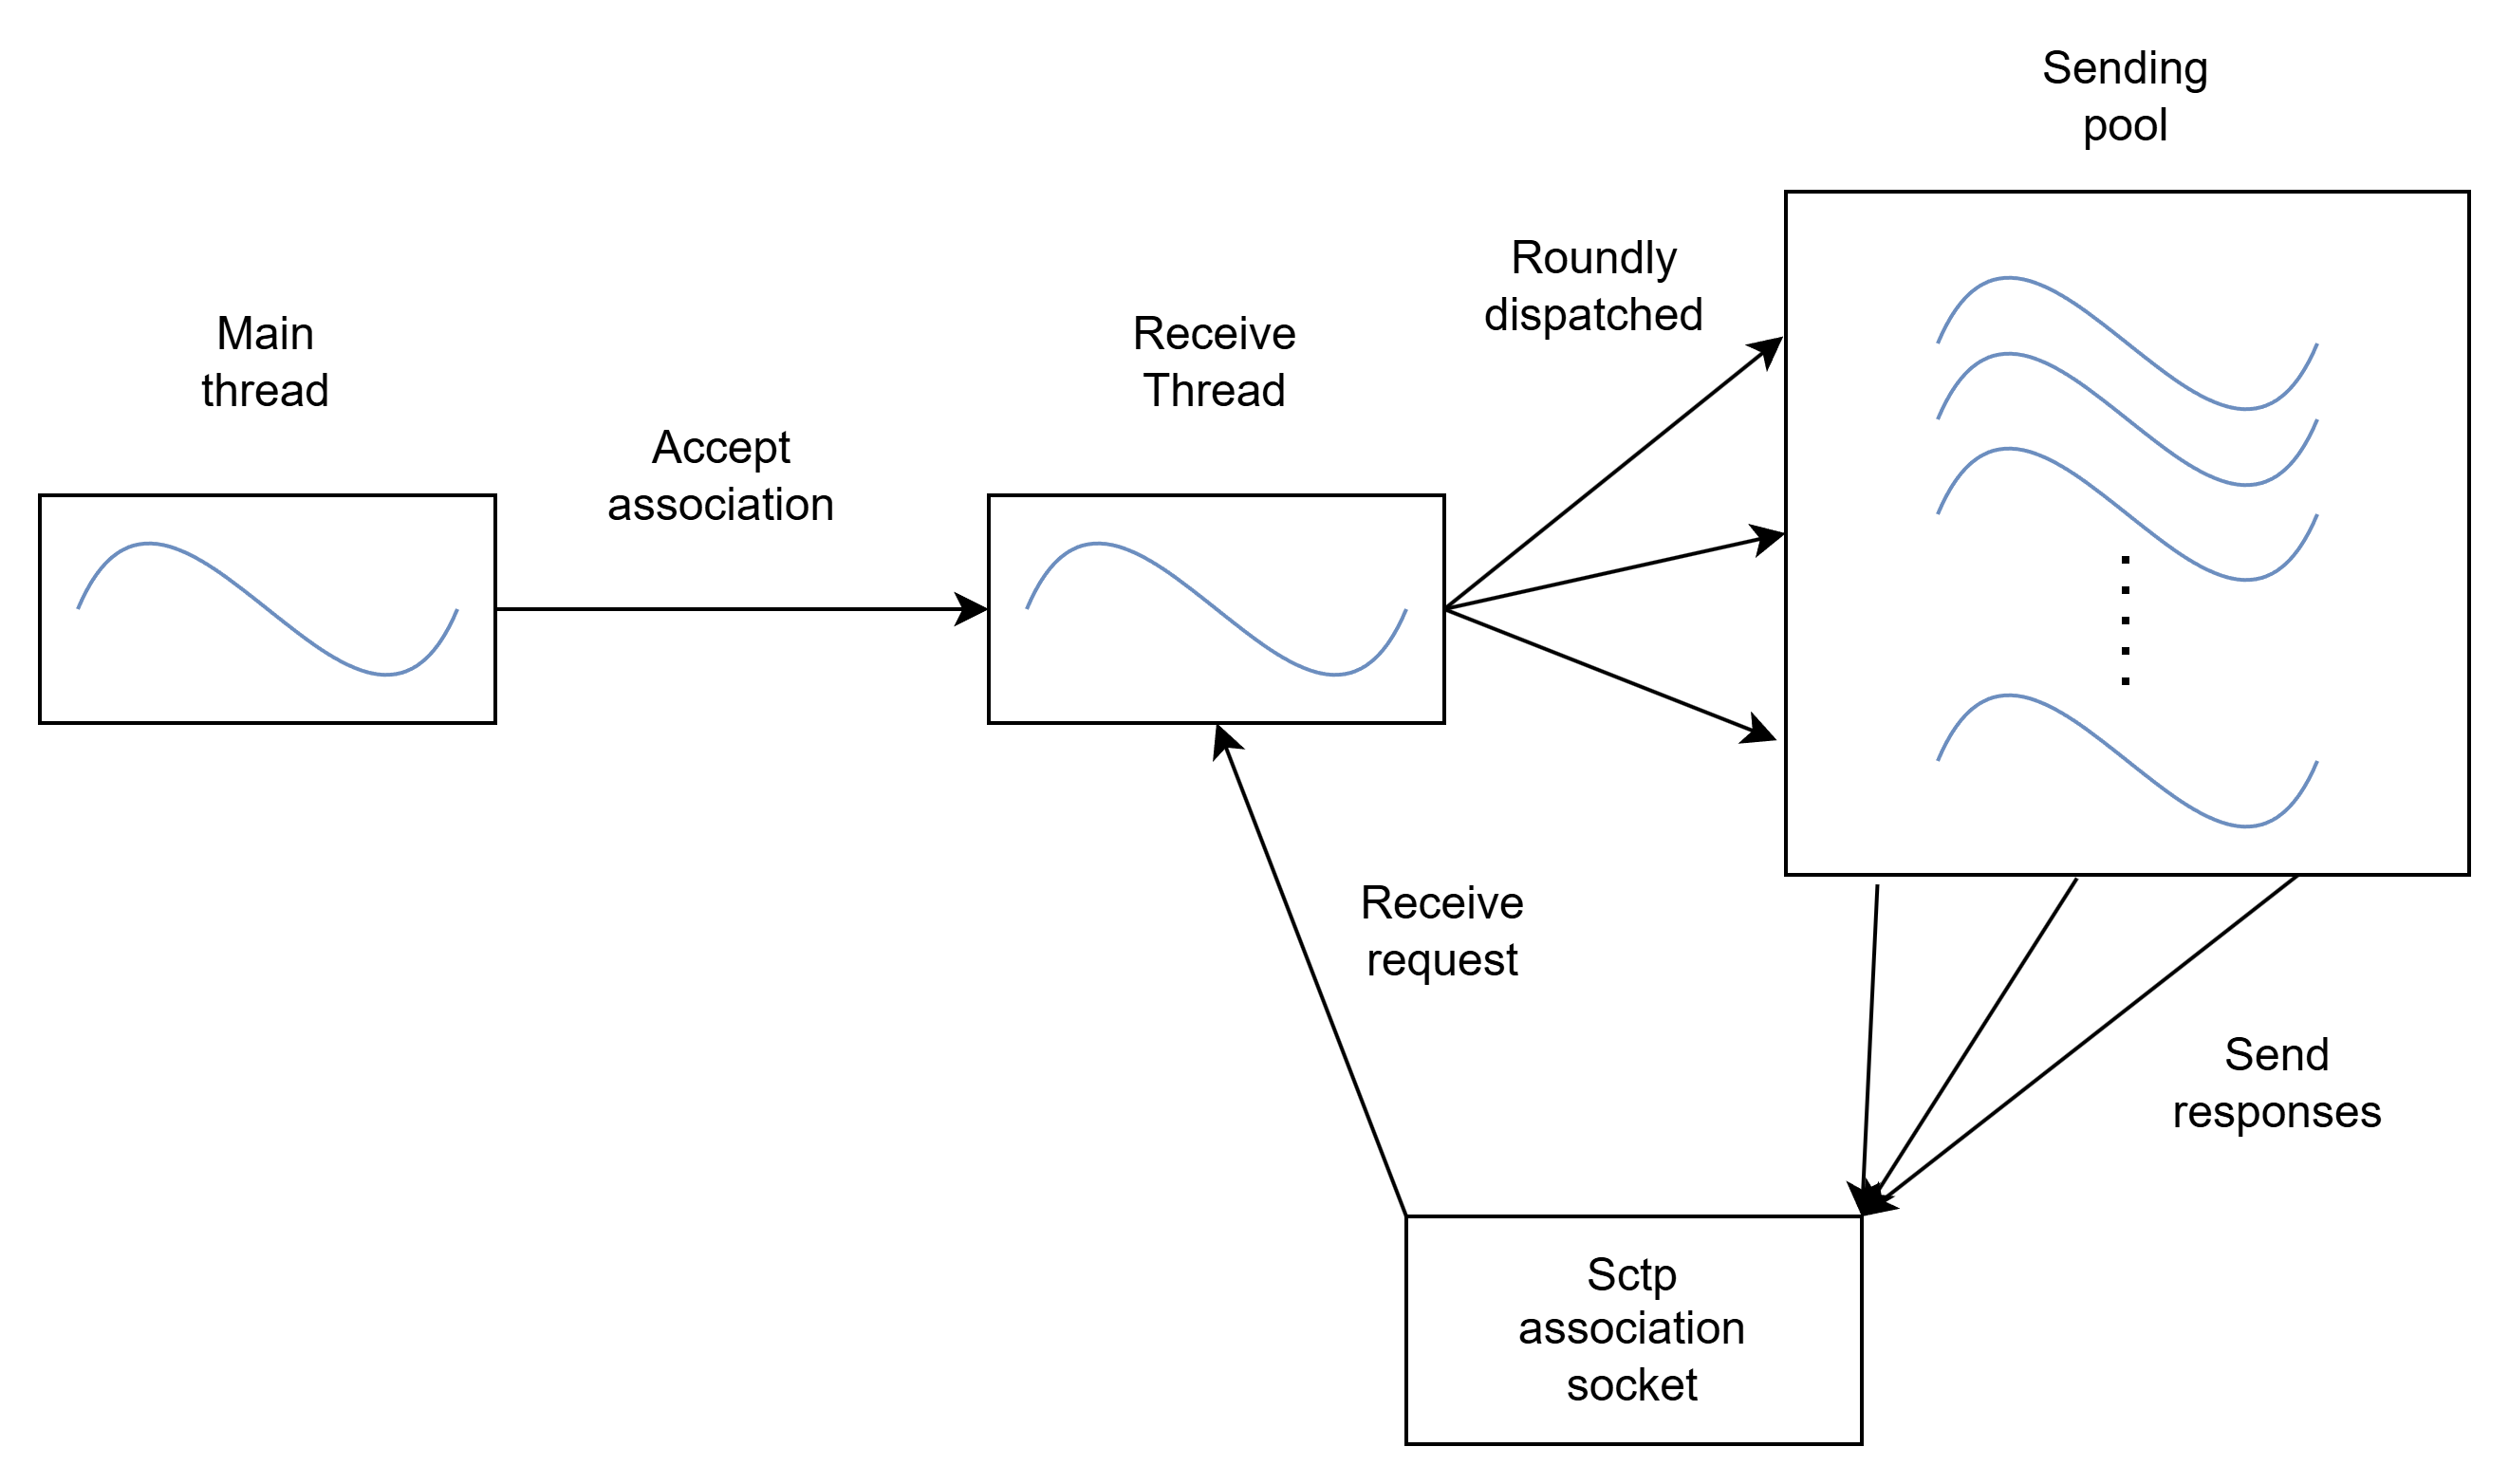 Sending
pool
Roundly
dispatched
Main
thread
Receive
Thread
Accept
association
Receive
request
Send
responses
Sctp
association
socket